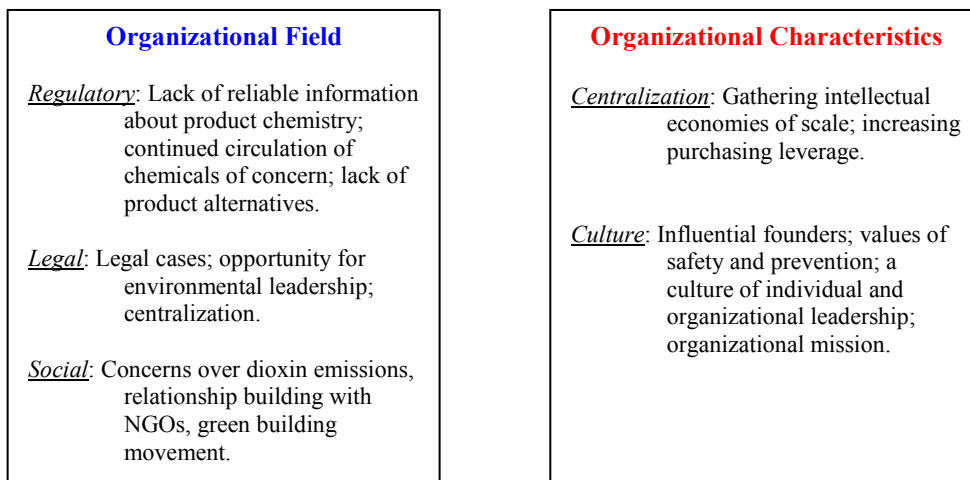 Organizational Field
Regulatory: Lack of reliable information
about product chemistry;
continued circulation of
chemicals of concern; lack of
product alternatives.
Legal: Legal cases; opportunity for
environmental leadership;
centralization.
Social: Concerns over dioxin emissions,
relationship building with
NGOs, green building
movement.
Organizational Characteristics
Centralization: Gathering intellectual
economies of scale; increasing
purchasing leverage.
Culture: Influential founders; values of
safety and prevention; a
culture of individual and
organizational leadership;
organizational mission.